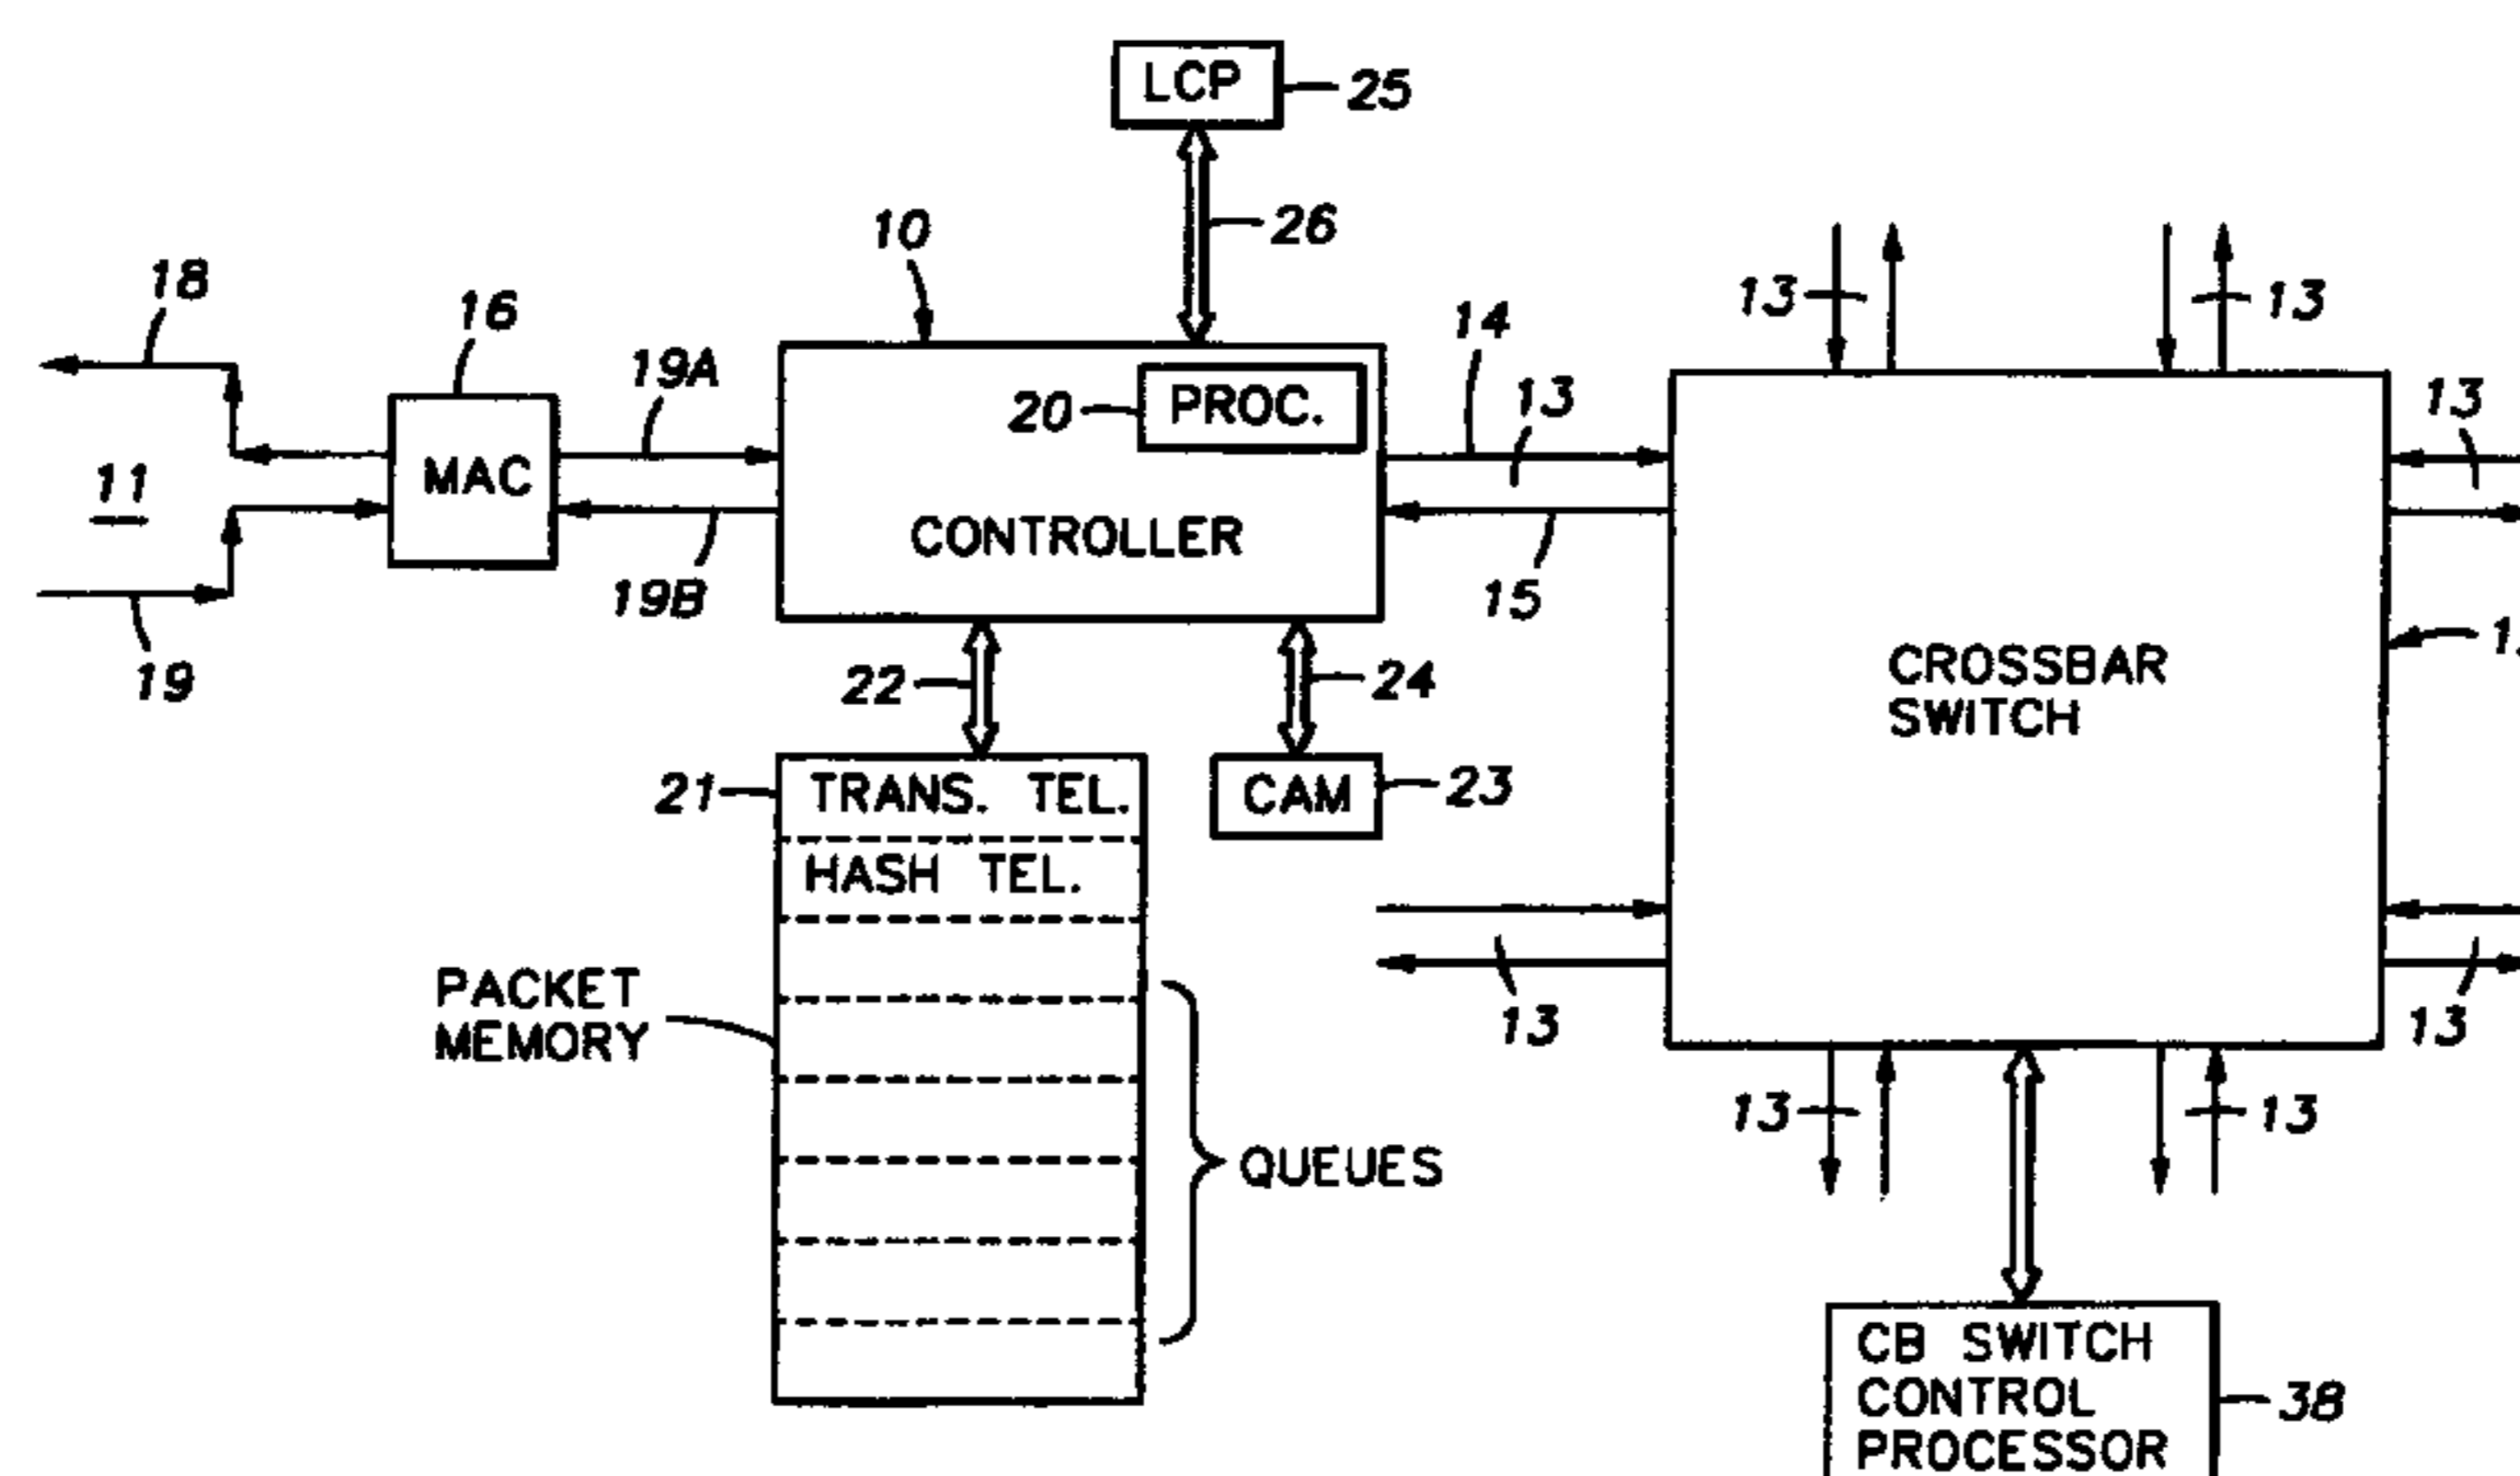 LCP
25
26
10
18
16
19A
14
13
13
13
13
20
PROC.
MAC
11
CONTROLLER
19B
15
19
22
24
CROSSBAR
SWITCH
21
TRANS. TEL.
CAM
23
HASH TEL.
PACKET
MEMORY
13
13
QUEUES
13
13
CB SWITCH
CONTROL
PROCESSOR
38